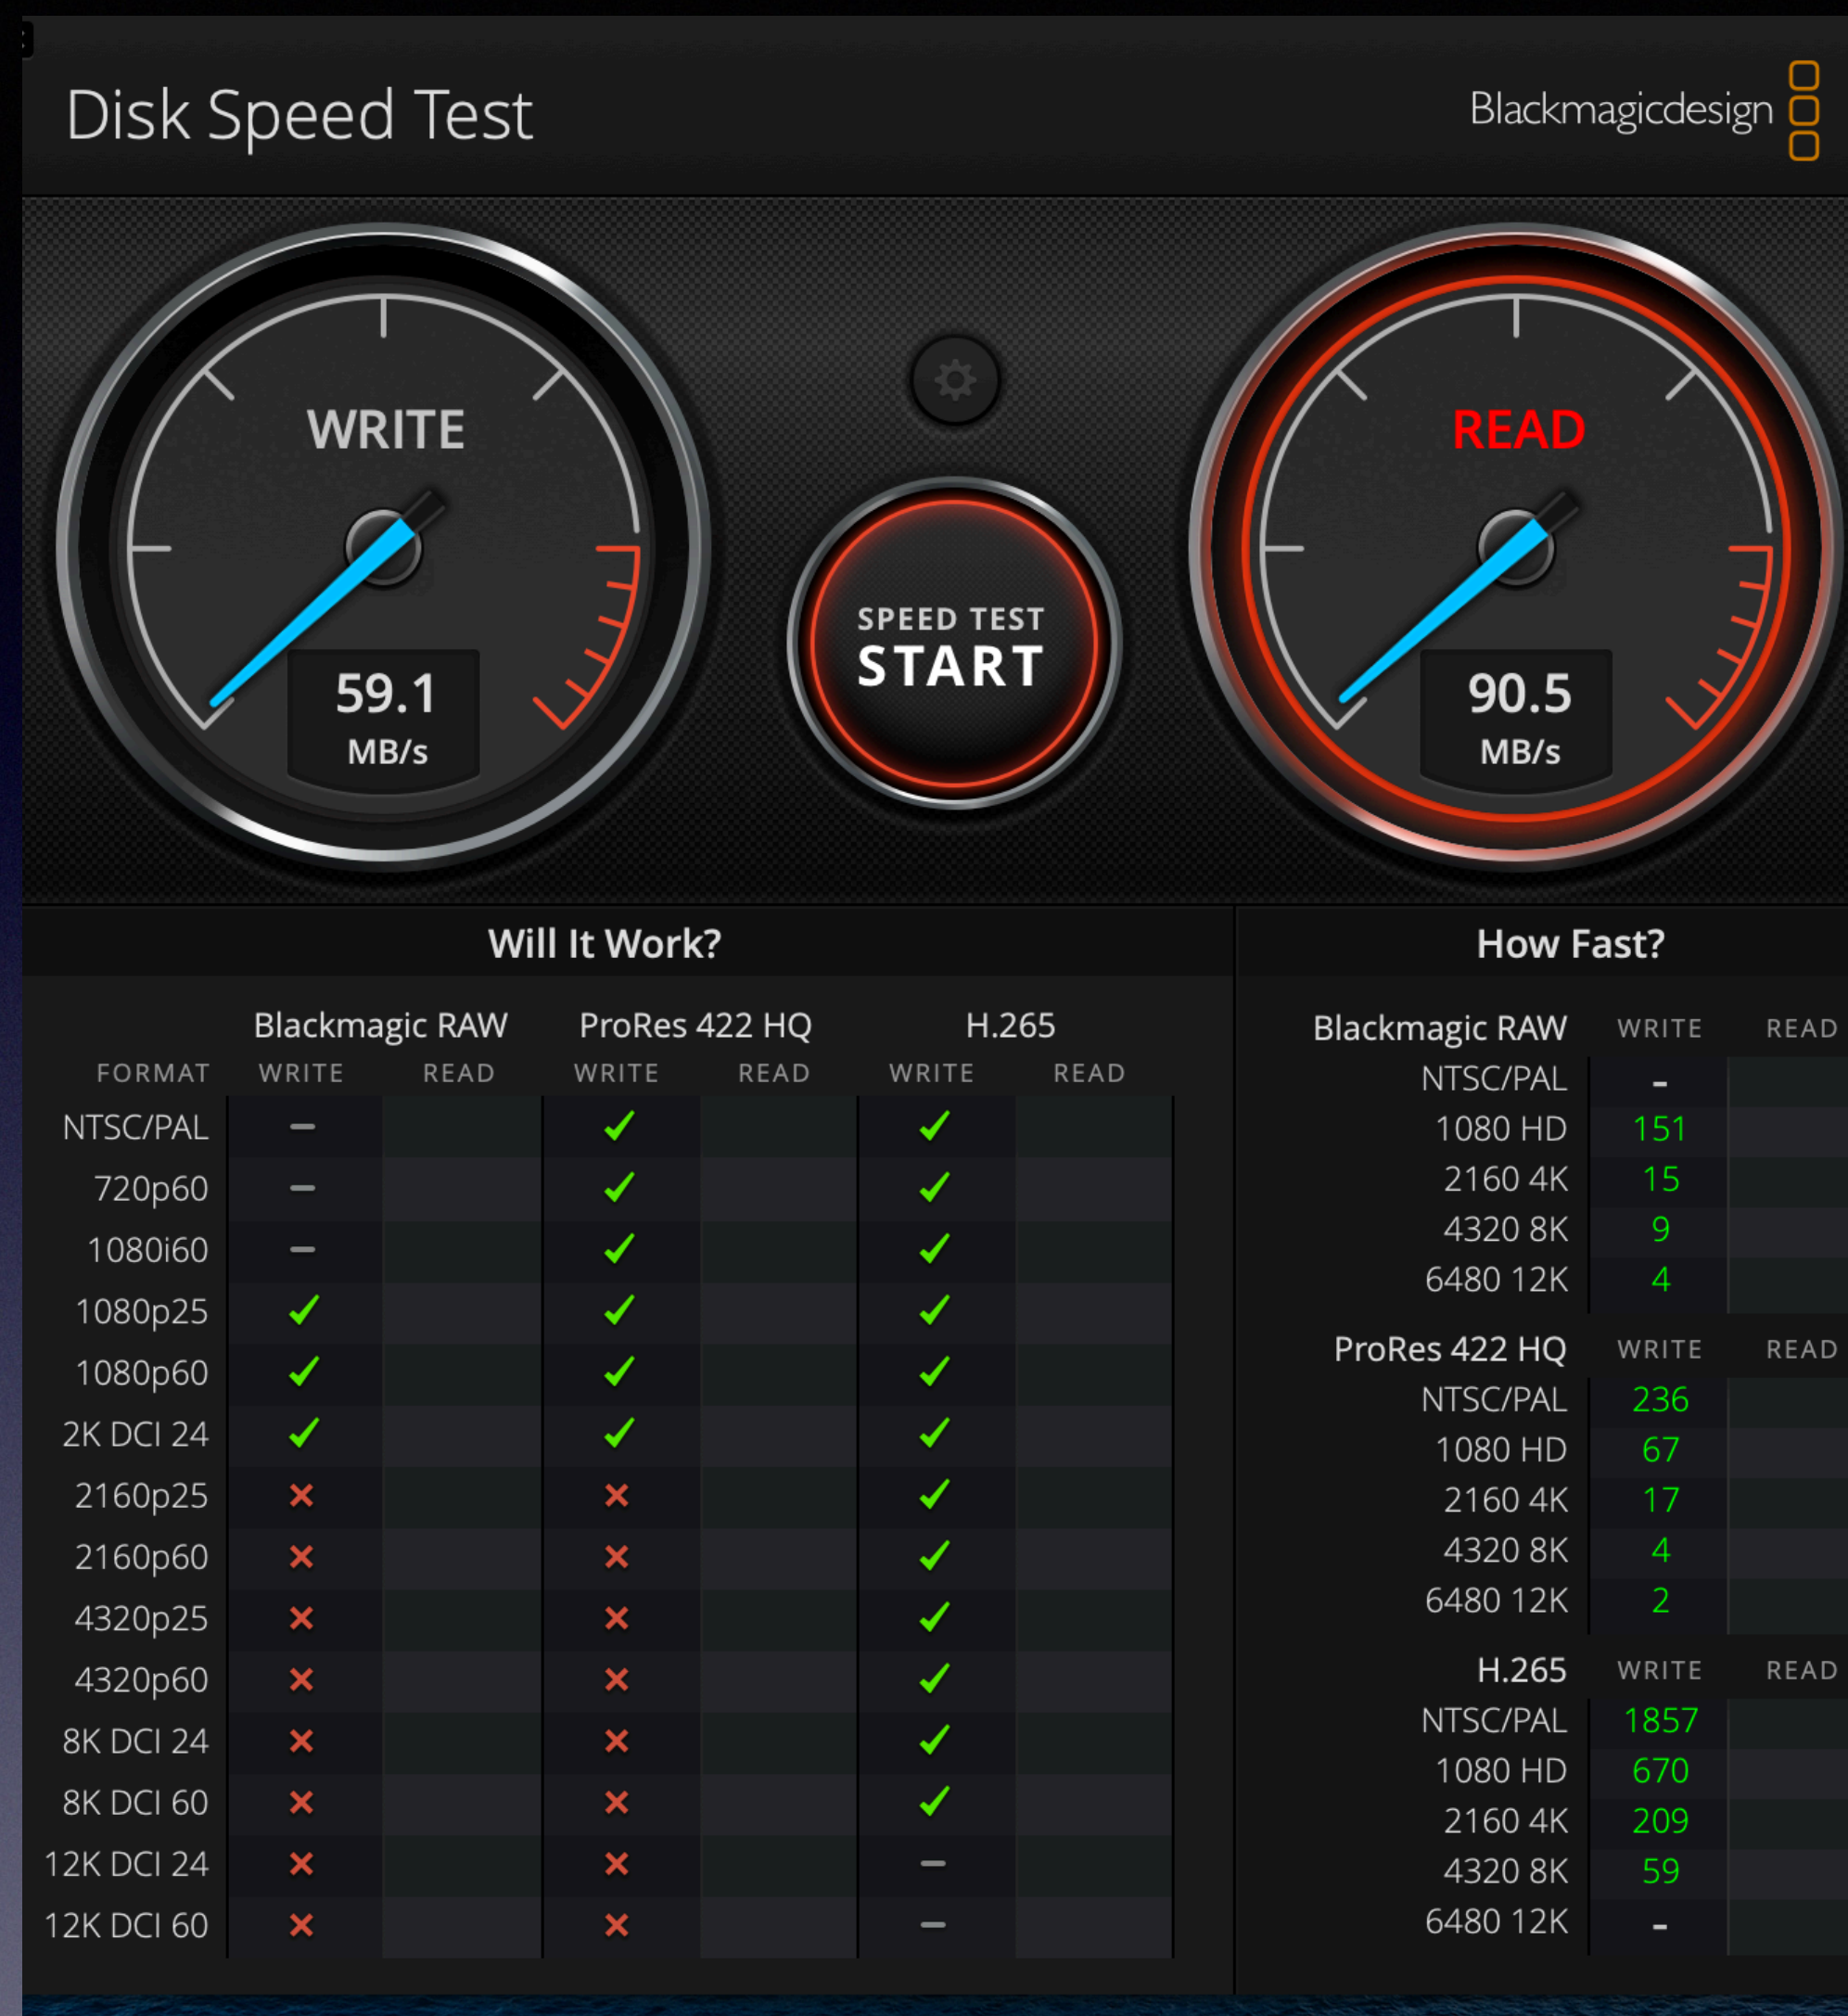 Disk Speed Test
Blackmagicdesign
WRITE
59.1
MB/s
SPEED TEST
START
READ
90.5
MB/s
Will It Work?
Blackmagic RAW ProRes 422 HQ H.265
FORMAT WRITE READ WRITE READ WRITE READ
NTSC/PAL – ✓ ✓
720p60 – ✓ ✓
1080i60 – ✓ ✓
1080p25 ✓ ✓ ✓
1080p60 ✓ ✓ ✓
2K DCI 24 ✓ ✓ ✓
2160p25 ✕ ✕ ✓
2160p60 ✕ ✕ ✓
4320p25 ✕ ✕ ✓
4320p60 ✕ ✕ ✓
8K DCI 24 ✕ ✕ ✓
8K DCI 60 ✕ ✕ ✓
12K DCI 24 ✕ ✕ –
12K DCI 60 ✕ ✕ –
How Fast?
Blackmagic RAW WRITE READ
NTSC/PAL -
1080 HD 151
2160 4K 15
4320 8K 9
6480 12K 4
ProRes 422 HQ WRITE READ
NTSC/PAL 236
1080 HD 67
2160 4K 17
4320 8K 4
6480 12K 2
H.265 WRITE READ
NTSC/PAL 1857
1080 HD 670
2160 4K 209
4320 8K 59
6480 12K -